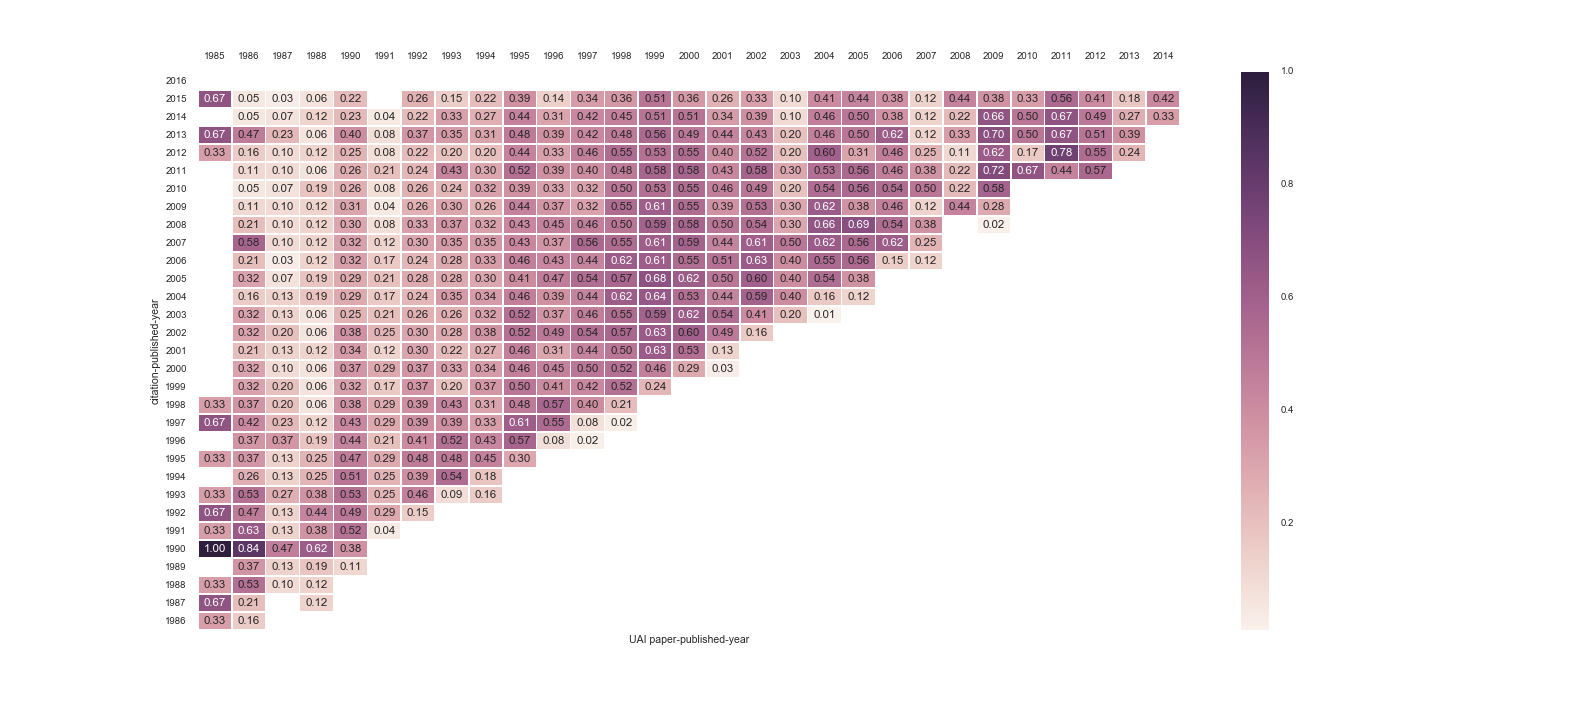 1985 1986 1987 1988 1990 1991 1992 1993 1994 1995 1996 1997 1998 1999 2000 2001 2002 2003 2004 2005 2006 2007 2008 2009 2010 2011 2012 2013 2014
2016
2015 0.67 0.05 0.03 0.06 0.22 0.26 0.15 0.22 0.39 0.14 0.34 0.36 0.51 0.36 0.26 0.33 0.10 0.41 0.44 0.38 0.12 0.44 0.38 0.33 0.56 0.41 0.18 0.42
2014 0.05 0.07 0.12 0.23 0.04 0.22 0.33 0.27 0.44 0.31 0.42 0.45 0.51 0.51 0.34 0.39 0.10 0.46 0.50 0.38 0.12 0.22 0.66 0.50 0.67 0.49 0.27 0.33
2013 0.67 0.47 0.23 0.06 0.40 0.08 0.37 0.35 0.31 0.48 0.39 0.42 0.48 0.56 0.49 0.44 0.43 0.20 0.46 0.50 0.62 0.12 0.33 0.70 0.50 0.67 0.51 0.39
2012 0.33 0.16 0.10 0.12 0.25 0.08 0.22 0.20 0.20 0.44 0.33 0.46 0.55 0.53 0.55 0.40 0.52 0.20 0.60 0.31 0.46 0.25 0.11 0.62 0.17 0.78 0.55 0.24
2011 0.11 0.10 0.06 0.26 0.21 0.24 0.43 0.30 0.52 0.39 0.40 0.48 0.58 0.58 0.43 0.58 0.30 0.53 0.56 0.46 0.38 0.22 0.72 0.67 0.44 0.57
2010 0.05 0.07 0.19 0.26 0.08 0.26 0.24 0.32 0.39 0.33 0.32 0.50 0.53 0.55 0.46 0.49 0.20 0.54 0.56 0.54 0.50 0.22 0.58
2009 0.11 0.10 0.12 0.31 0.04 0.26 0.30 0.26 0.44 0.37 0.32 0.55 0.61 0.55 0.39 0.53 0.30 0.62 0.38 0.46 0.12 0.44 0.28
2008 0.21 0.10 0.12 0.30 0.08 0.33 0.37 0.32 0.43 0.45 0.46 0.50 0.59 0.58 0.50 0.54 0.30 0.66 0.69 0.54 0.38 0.02
2007 0.58 0.10 0.12 0.32 0.12 0.30 0.35 0.35 0.43 0.37 0.56 0.55 0.61 0.59 0.44 0.61 0.50 0.62 0.56 0.62 0.25
2006 0.21 0.03 0.12 0.32 0.17 0.24 0.28 0.33 0.46 0.43 0.44 0.62 0.61 0.55 0.51 0.63 0.40 0.55 0.56 0.15 0.12
2005 0.32 0.07 0.19 0.29 0.21 0.28 0.28 0.30 0.41 0.47 0.54 0.57 0.68 0.62 0.50 0.60 0.40 0.54 0.38
2004 0.16 0.13 0.19 0.29 0.17 0.24 0.35 0.34 0.46 0.39 0.44 0.62 0.64 0.53 0.44 0.59 0.40 0.16 0.12
2003 0.32 0.13 0.06 0.25 0.21 0.26 0.26 0.32 0.52 0.37 0.46 0.55 0.59 0.62 0.54 0.41 0.20 0.01
2002 0.32 0.20 0.06 0.38 0.25 0.30 0.28 0.38 0.52 0.49 0.54 0.57 0.63 0.60 0.49 0.16
2001 0.21 0.13 0.12 0.34 0.12 0.30 0.22 0.27 0.46 0.31 0.44 0.50 0.63 0.53 0.13
2000 0.32 0.10 0.06 0.37 0.29 0.37 0.33 0.34 0.46 0.45 0.50 0.52 0.46 0.29 0.03
1999 0.32 0.20 0.06 0.32 0.17 0.37 0.20 0.37 0.50 0.41 0.42 0.52 0.24
1998 0.33 0.37 0.20 0.06 0.38 0.29 0.39 0.43 0.31 0.48 0.57 0.40 0.21
1997 0.67 0.42 0.23 0.12 0.43 0.29 0.39 0.39 0.33 0.61 0.55 0.08 0.02
1996 0.37 0.37 0.19 0.44 0.21 0.41 0.52 0.43 0.57 0.08 0.02
1995 0.33 0.37 0.13 0.25 0.47 0.29 0.48 0.48 0.45 0.30
1994 0.26 0.13 0.25 0.51 0.25 0.39 0.54 0.18
1993 0.33 0.53 0.27 0.38 0.53 0.25 0.46 0.09 0.16
1992 0.67 0.47 0.13 0.44 0.49 0.29 0.15
1991 0.33 0.63 0.13 0.38 0.52 0.04
1990 1.00 0.84 0.47 0.62 0.38
1989 0.37 0.13 0.19 0.11
1988 0.33 0.53 0.10 0.12
1987 0.67 0.21 0.12
1986 0.33 0.16
citation-published-year
UAI paper-published-year
1.0
0.8
0.6
0.4
0.2